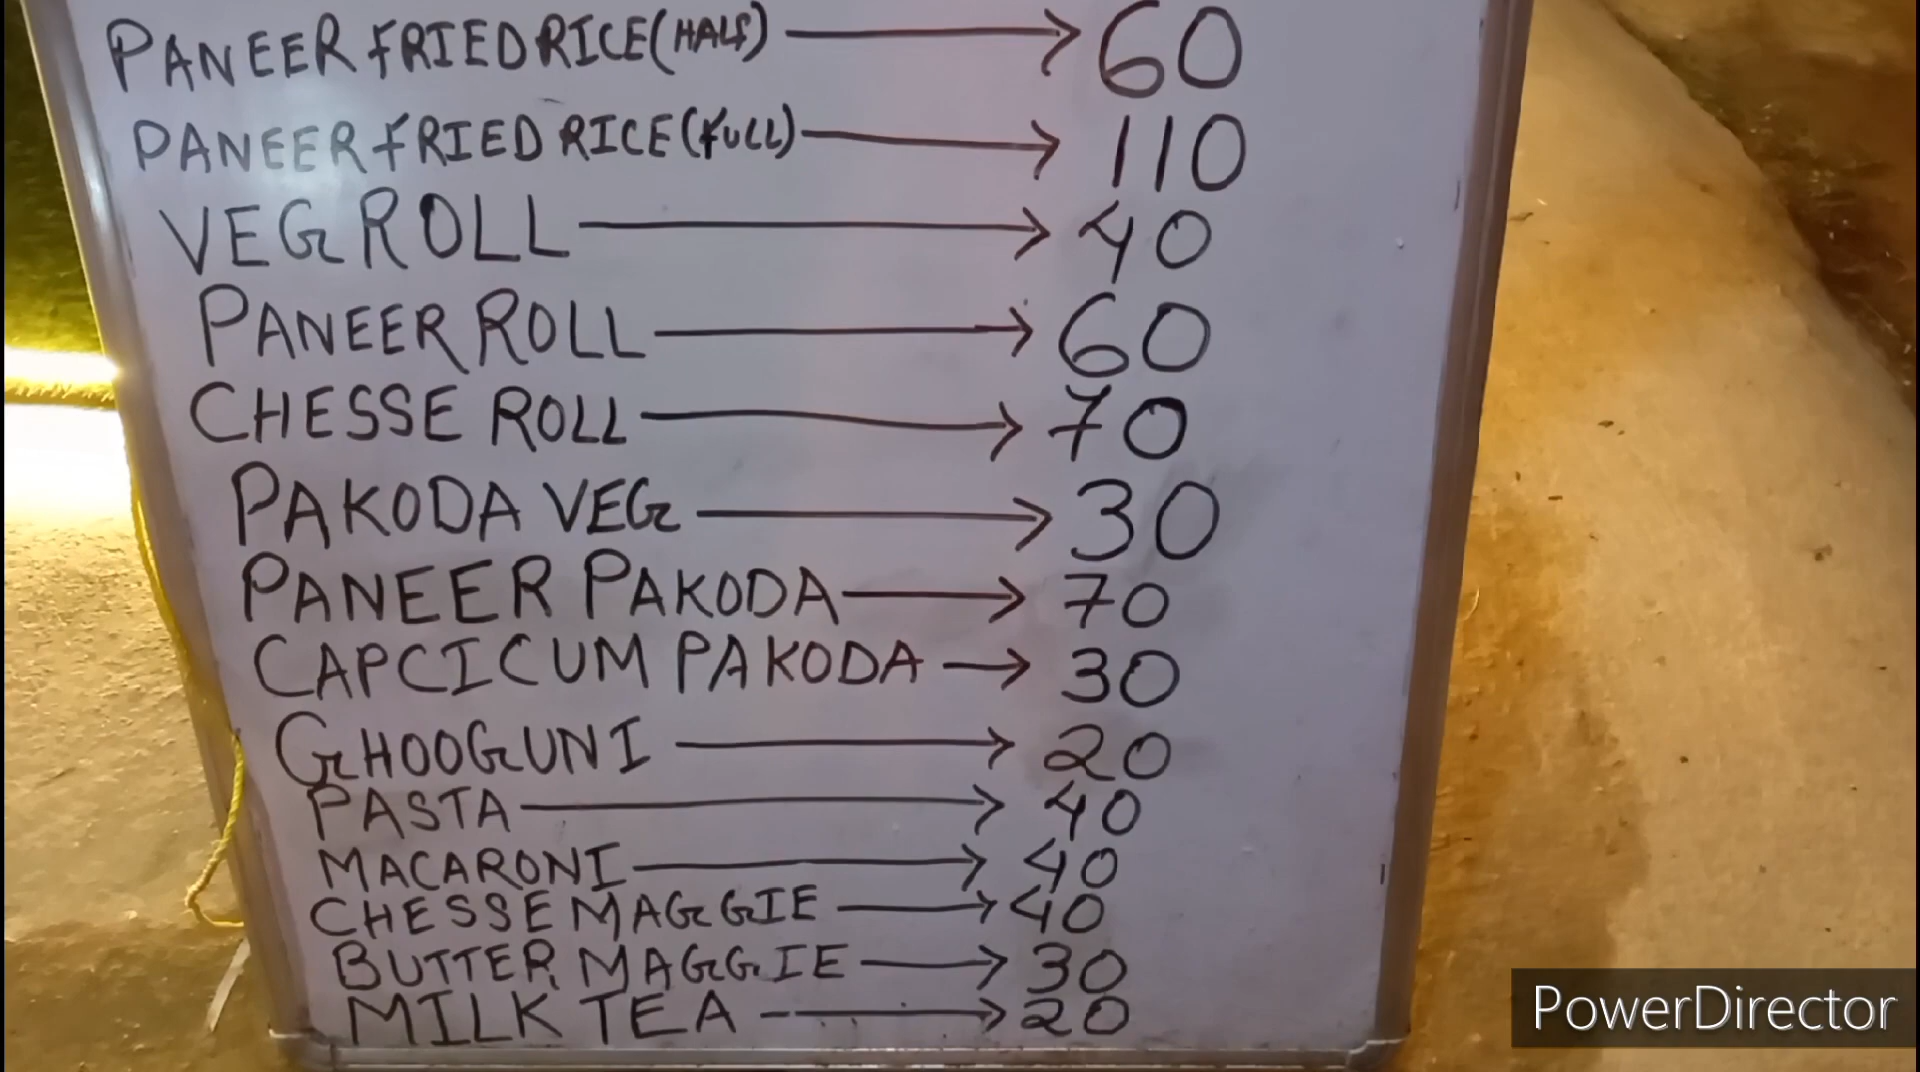 PANEER FRIED RICE (HALF) → 60
PANEER FRIED RICE (FULL) → 110
VEG ROLL → 40
PANEER ROLL → 60
CHESSE ROLL → 70
PAKODA VEG → 30
PANEER PAKODA → 70
CAPCICUM PAKODA → 30
GHOOGUNI → 20
PASTA → 40
MACARONI → 40
CHESSE MAGGIE → 40
BUTTER MAGGIE → 30
MILK TEA → 20
PowerDirector